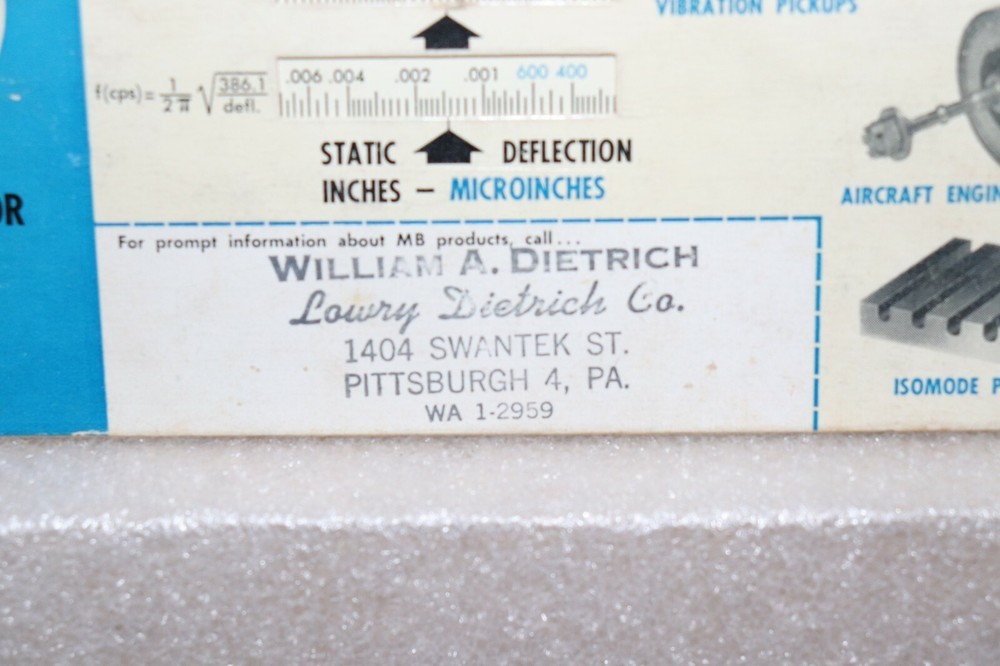 VIBRATION PICKUPS
.006 .004 .002 .001 600 400
f(cps)= 1/2π √386.1/defl.
STATIC DEFLECTION
INCHES – MICROINCHES
OR
AIRCRAFT ENGIN
For prompt information about MB products, call...
WILLIAM A. DIETRICH
Lowry Dietrich Co.
1404 SWANTEK ST.
PITTSBURGH 4, PA.
WA 1-2959
ISOMODE P